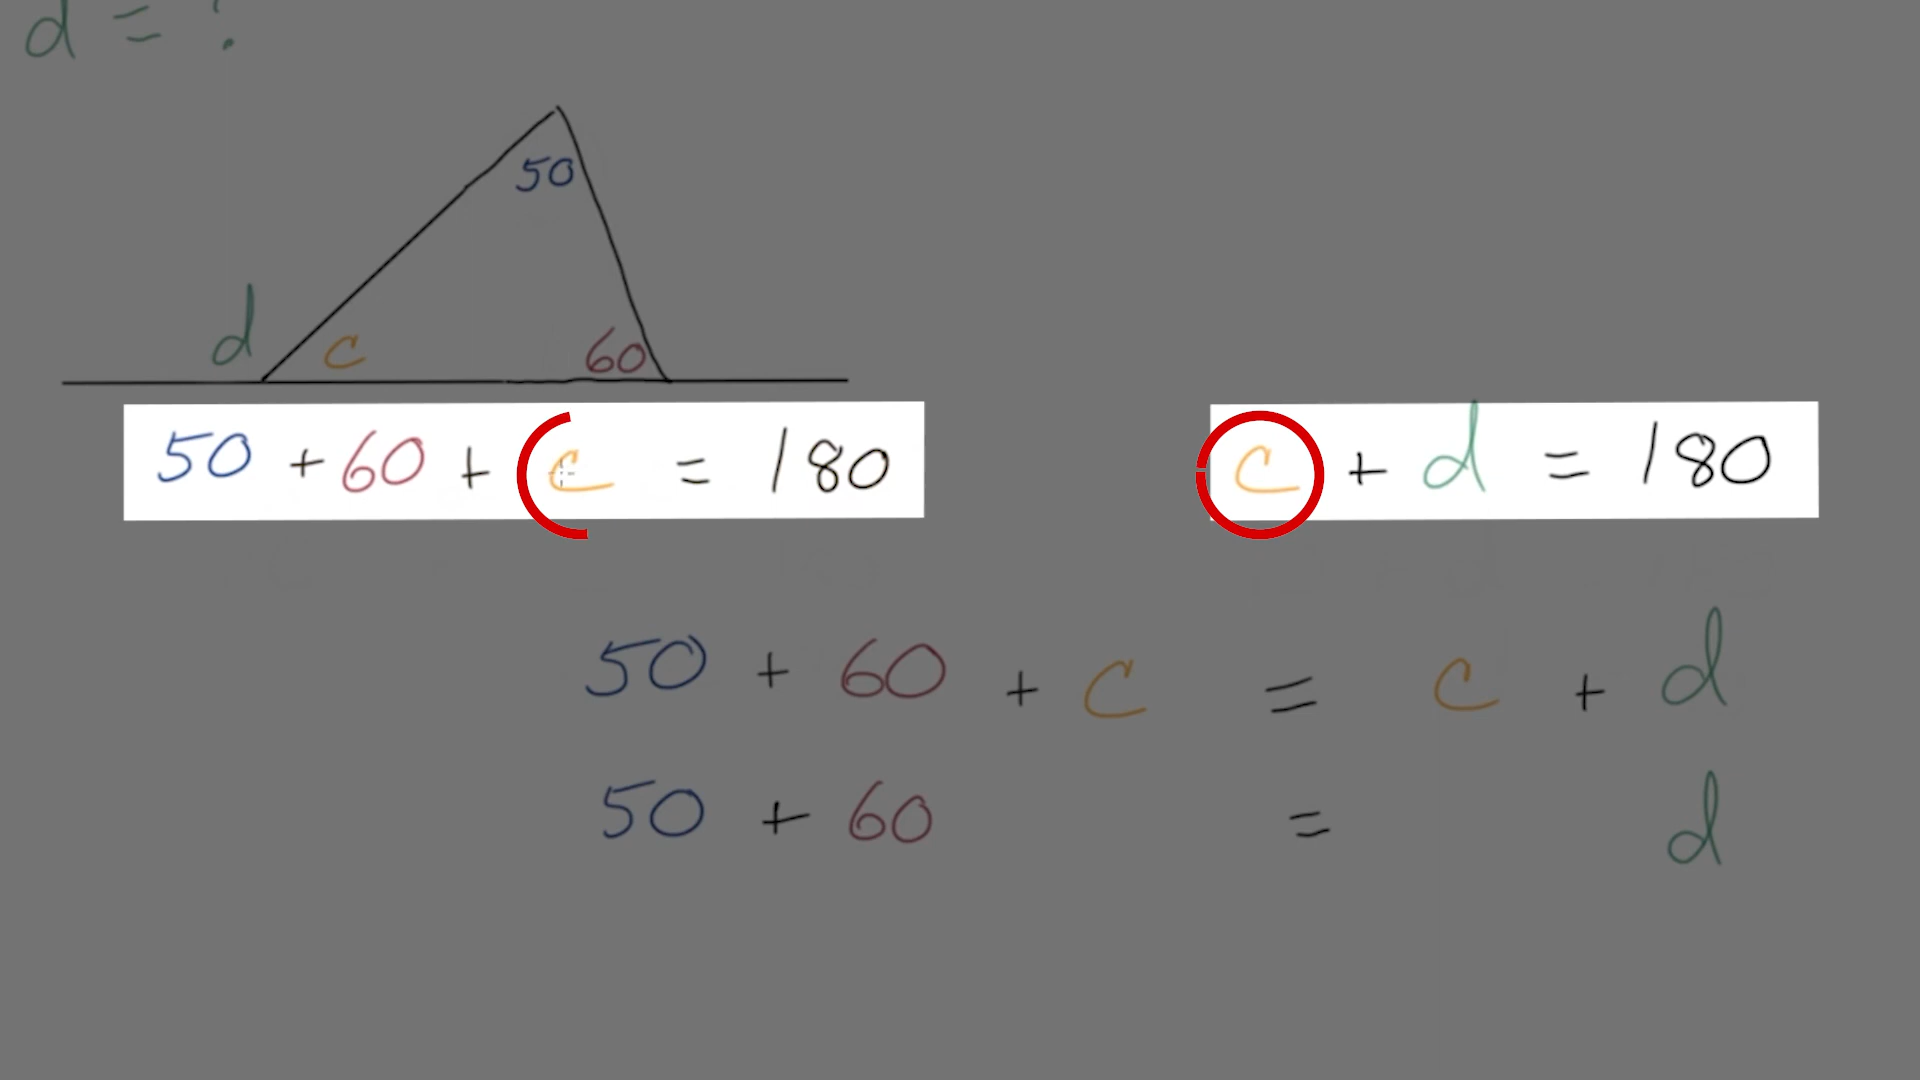 d = ?
50
d c 60
50 + 60 + c = 180
c + d = 180
50 + 60 + c = c + d
50 + 60 = d